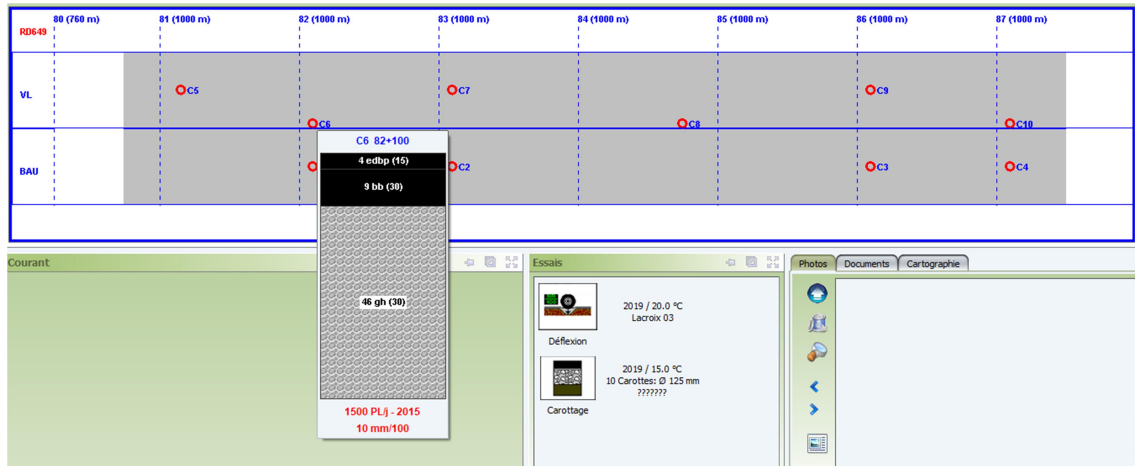 80 (760 m) 81 (1000 m) 82 (1000 m) 83 (1000 m) 84 (1000 m) 85 (1000 m) 86 (1000 m) 87 (1000 m)
RD649
VL C5 C7 C9
C6 C8 C10
BAU C2 C3 C4
C6 82+100
4 edbp (15)
9 bb (30)
46 gh (30)
1500 PL/j - 2015
10 mm/100
Courant
Essais
2019 / 20.0 °C
Lacroix 03
Déflexion
2019 / 15.0 °C
10 Carottes: Ø 125 mm
???????
Carottage
Photos Documents Cartographie